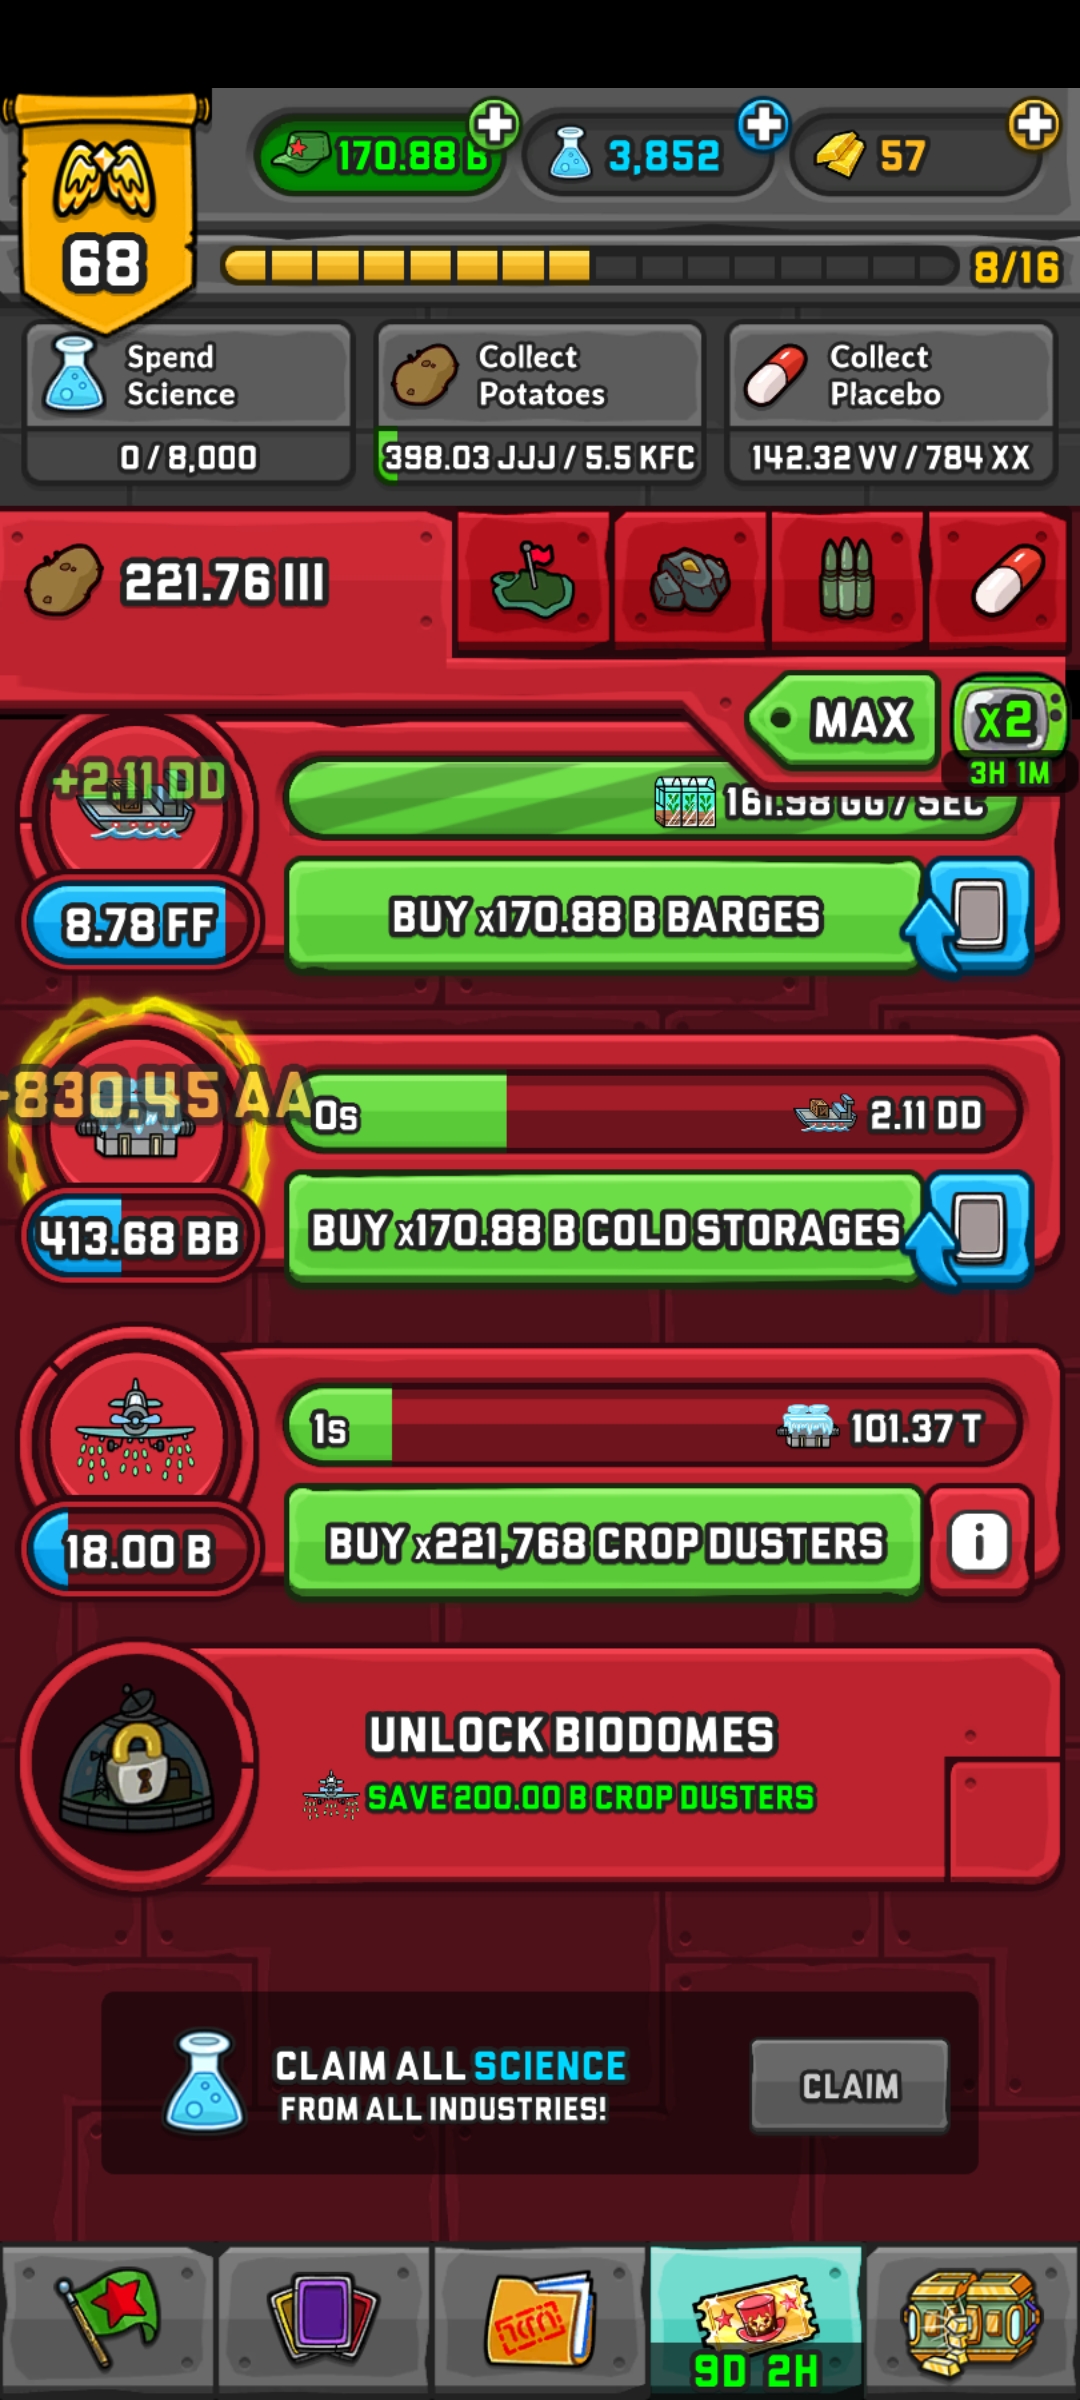 170.88 B
3,852
57
68
8/16
Spend
Science
0 / 8,000
Collect
Potatoes
398.03 JJJ / 5.5 KFC
Collect
Placebo
142.32 VV / 784 XX
221.76 III
MAX
x2
3H 1M
+2.11 DD
161.98 GG / SEC
8.78 FF
BUY x170.88 B BARGES
830.45 AA
0s
2.11 DD
413.68 BB
BUY x170.88 B COLD STORAGES
1s
101.37 T
18.00 B
BUY x221,768 CROP DUSTERS
i
UNLOCK BIODOMES
SAVE 200.00 B CROP DUSTERS
CLAIM ALL SCIENCE
FROM ALL INDUSTRIES!
CLAIM
9D 2H